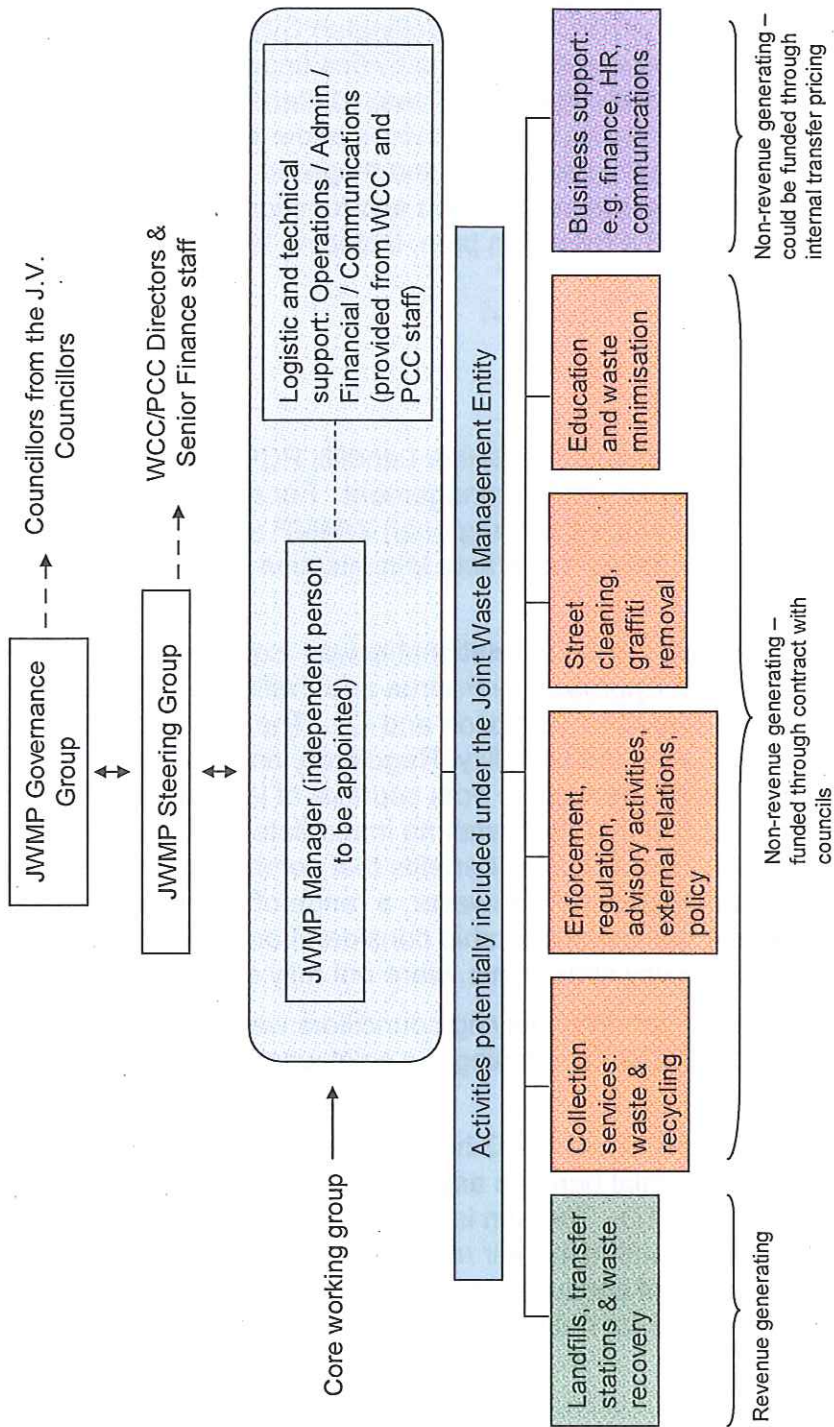 JWMP Governance
Group
Councillors from the J.V.
Councillors
JWMP Steering Group
WCC/PCC Directors &
Senior Finance staff
Core working group
JWMP Manager (independent person
to be appointed)
Logistic and technical
support: Operations / Admin /
Financial / Communications
(provided from WCC and
PCC staff)
Activities potentially included under the Joint Waste Management Entity
Landfills, transfer
stations & waste
recovery
Collection
services:
waste &
recycling
Enforcement,
regulation,
advisory activities,
external relations,
policy
Street
cleaning,
graffiti
removal
Education
and waste
minimisation
Business support:
e.g. finance, HR,
communications
Revenue generating
Non-revenue generating –
funded through contract with
councils
Non-revenue generating –
could be funded through
internal transfer pricing